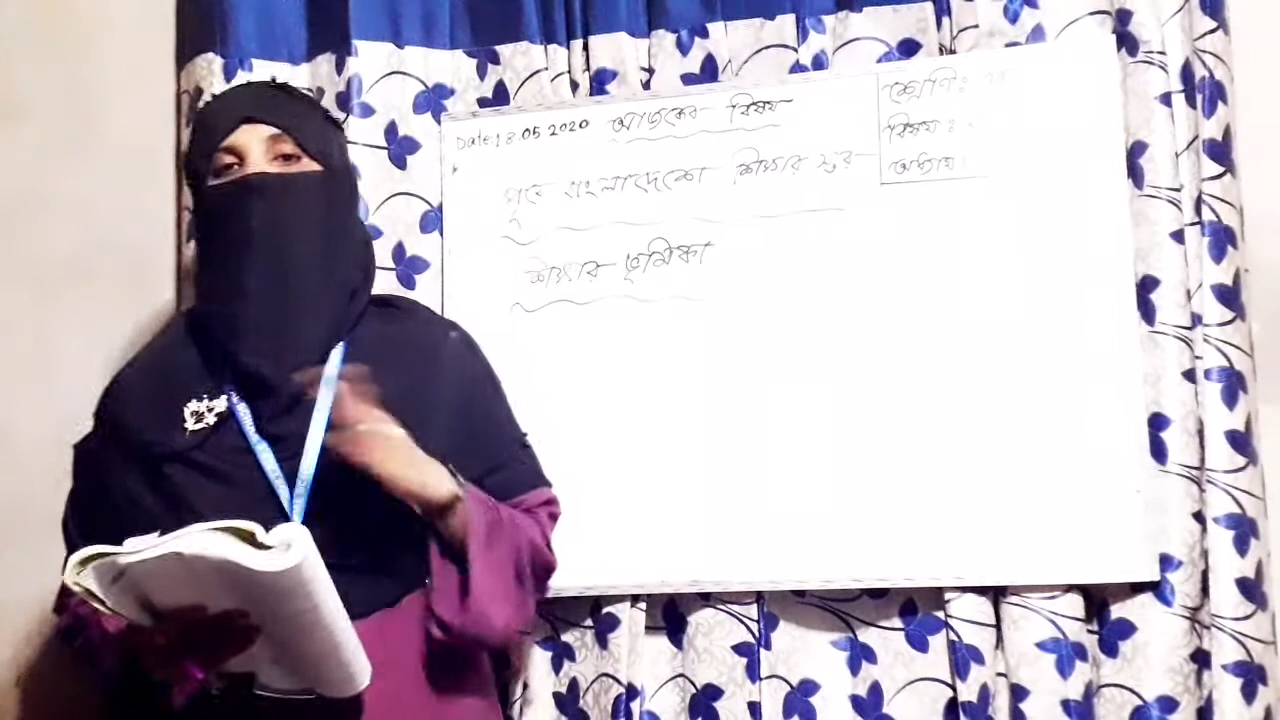 Date:18.05 2020 আজকের বিষয়
পূর্ব বাংলাদেশে শিক্ষার স্তর
শিক্ষার ভূমিকা
শ্রেণি:
বিষয়:
অধ্যায়: